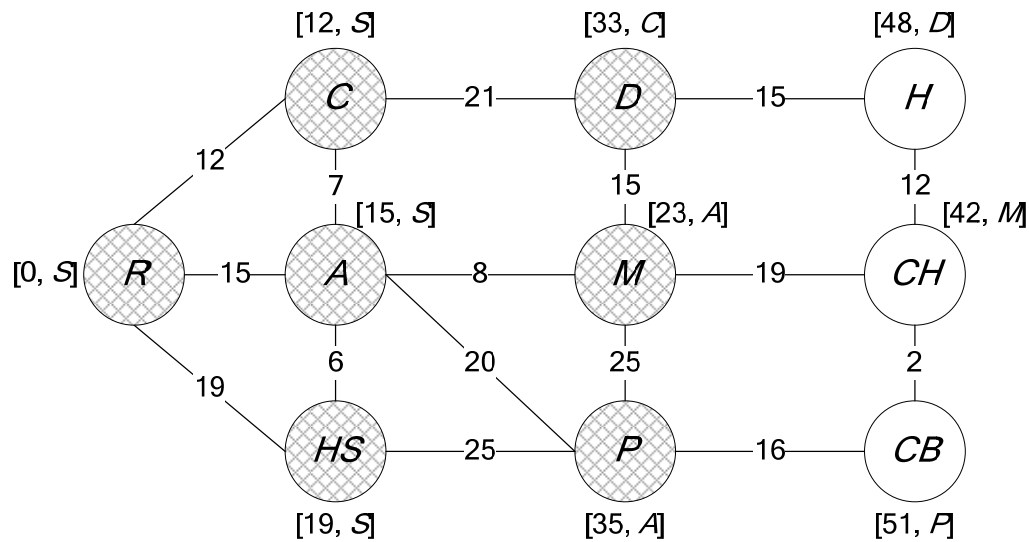 [12, S] [33, C] [48, D]
C 21 D 15 H
12 7 15 12
[15, S] [23, A] [42, M]
[0, S] R 15 A 8 M 19 CH
6 20 25 2
19
HS 25 P 16 CB
[19, S] [35, A] [51, P]